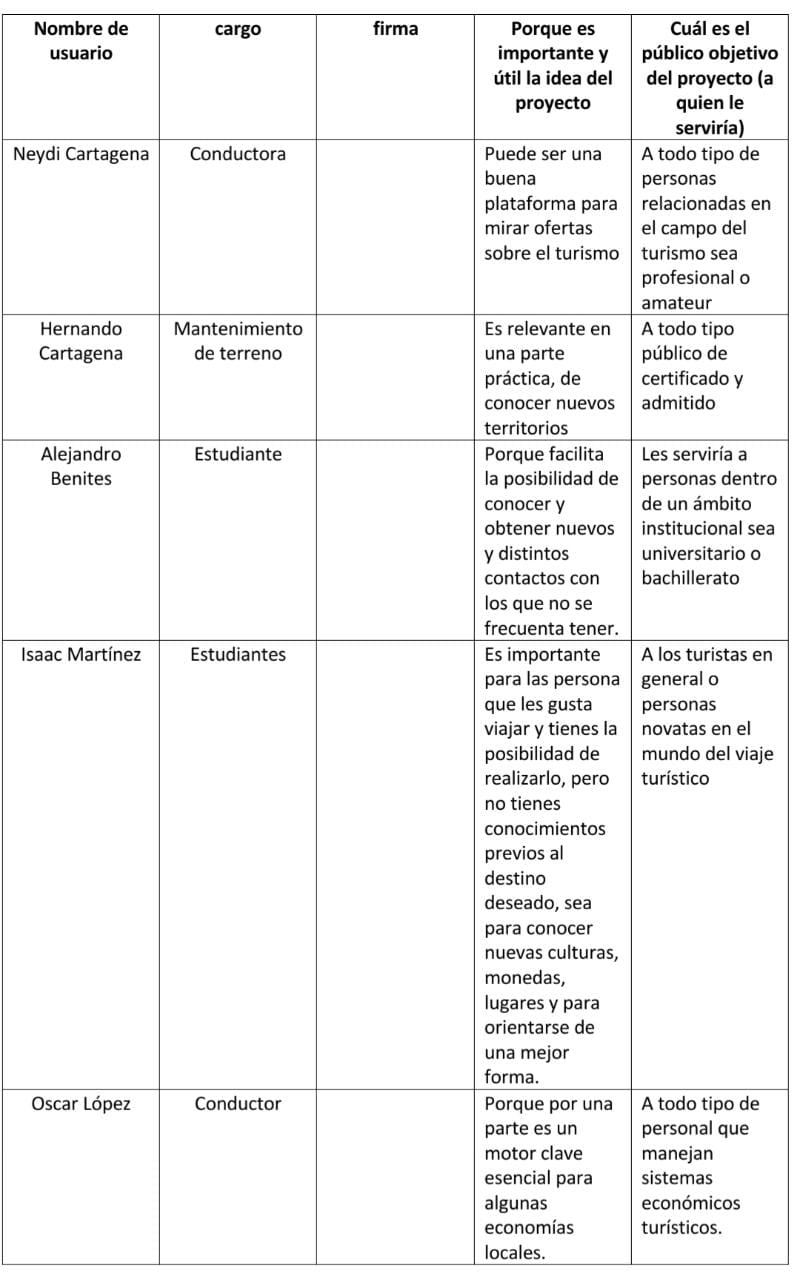 Nombre de usuario
cargo
firma
Porque es importante y útil la idea del proyecto
Cuál es el público objetivo del proyecto (a quien le serviría)
Neydi Cartagena
Conductora
Puede ser una
buena
plataforma para
mirar ofertas
sobre el turismo
A todo tipo de
personas
relacionadas en
el campo del
turismo sea
profesional o
amateur
Hernando
Cartagena
Mantenimiento
de terreno
Es relevante en
una parte
práctica, de
conocer nuevos
territorios
A todo tipo
público de
certificado y
admitido
Alejandro
Benites
Estudiante
Porque facilita
la posibilidad de
conocer y
obtener nuevos
y distintos
contactos con
los que no se
frecuenta tener.
Les serviría a
personas dentro
de un ámbito
institucional sea
universitario o
bachillerato
Isaac Martínez
Estudiantes
Es importante
para las persona
que les gusta
viajar y tienes la
posibilidad de
realizarlo, pero
no tienes
conocimientos
previos al
destino
deseado, sea
para conocer
nuevas culturas,
monedas,
lugares y para
orientarse de
una mejor
forma.
A los turistas en
general o
personas
novatas en el
mundo del viaje
turístico
Oscar López
Conductor
Porque por una
parte es un
motor clave
esencial para
algunas
economías
locales.
A todo tipo de
personal que
manejan
sistemas
económicos
turísticos.